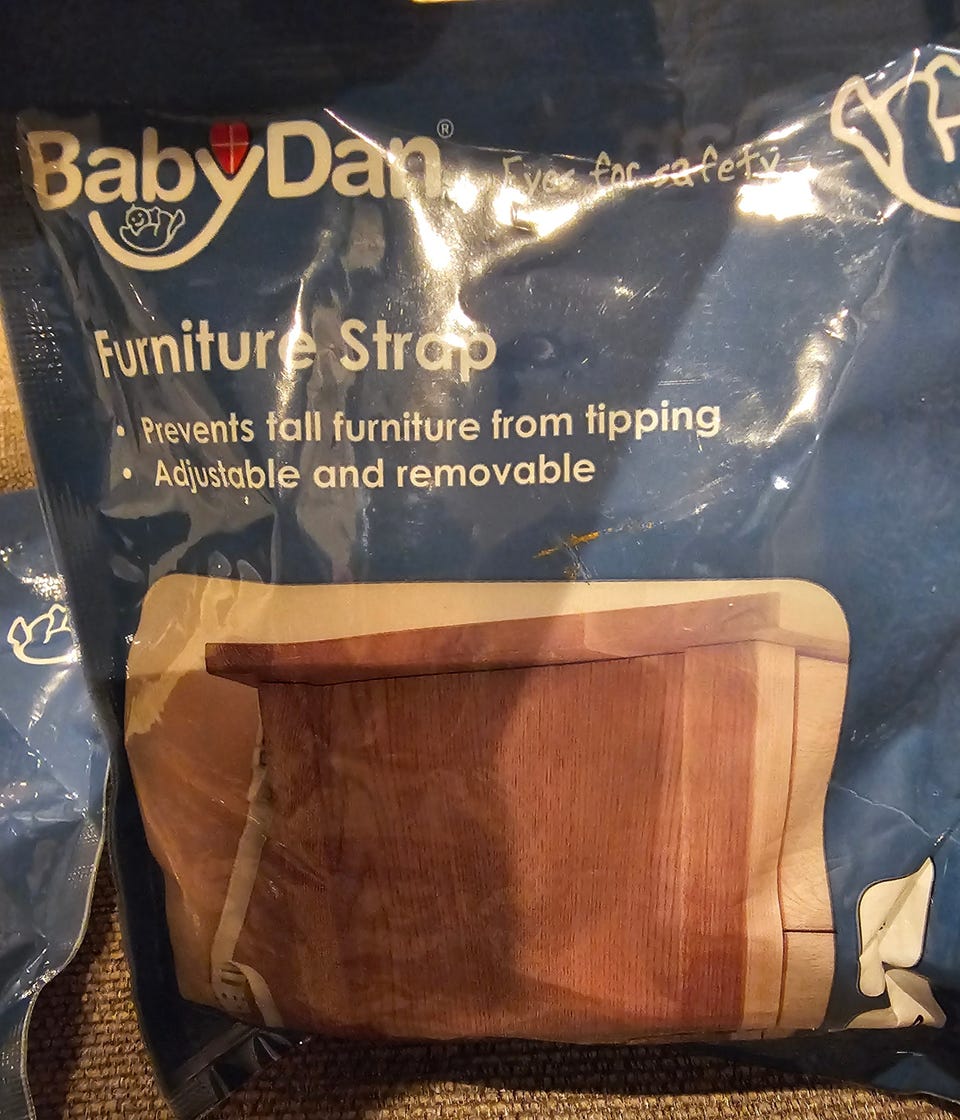 BabyDan®
Eyes for safety
Furniture Strap
• Prevents tall furniture from tipping
• Adjustable and removable